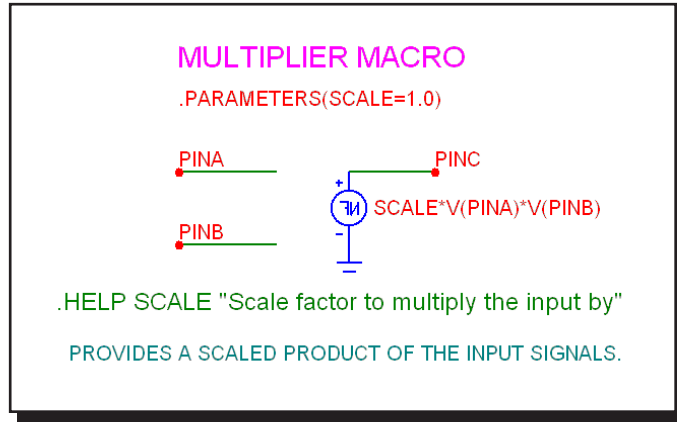 MULTIPLIER MACRO
.PARAMETERS(SCALE=1.0)
PINA
PINC
+
NF
SCALE*V(PINA)*V(PINB)
PINB
-
.HELP SCALE "Scale factor to multiply the input by"
PROVIDES A SCALED PRODUCT OF THE INPUT SIGNALS.